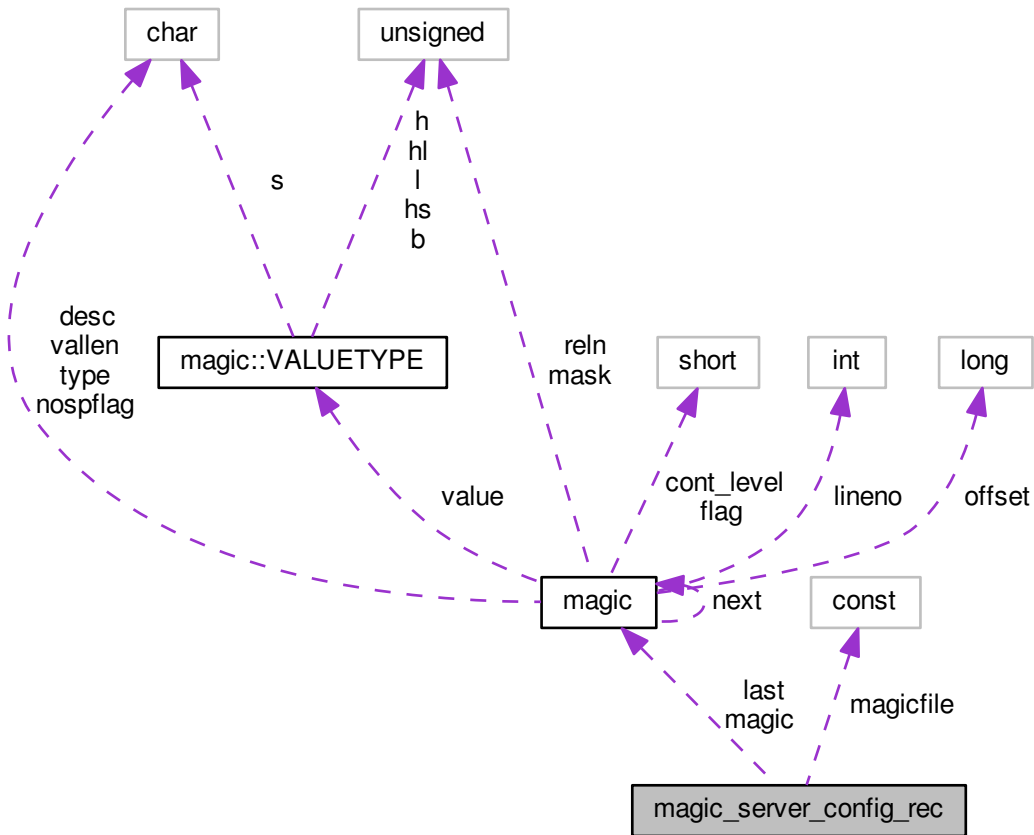 char
unsigned
h
hl
l
hs
b
s
desc
vallen
type
nospflag
magic::VALUETYPE
reln
mask
short
int
long
value
cont_level
flag
lineno
offset
magic
next
const
last
magic
magicfile
magic_server_config_rec